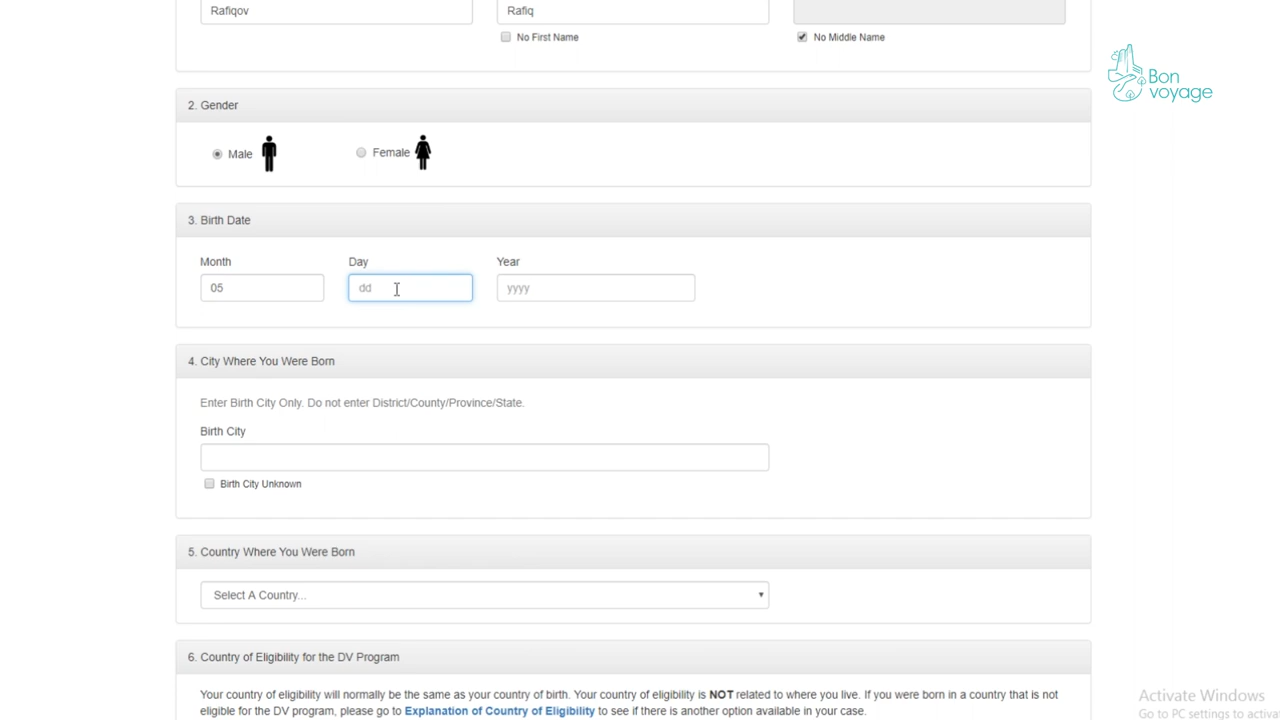 Rafiqov
Rafiq
No First Name
No Middle Name
Bon
voyage
2. Gender
Male
Female
3. Birth Date
Month
Day
Year
05
dd
yyyy
4. City Where You Were Born
Enter Birth City Only. Do not enter District/County/Province/State.
Birth City
Birth City Unknown
5. Country Where You Were Born
Select A Country...
6. Country of Eligibility for the DV Program
Your country of eligibility will normally be the same as your country of birth. Your country of eligibility is NOT related to where you live. If you were born in a country that is not
eligible for the DV program, please go to Explanation of Country of Eligibility to see if there is another option available in your case.
Activate Windows
Go to PC settings to activa